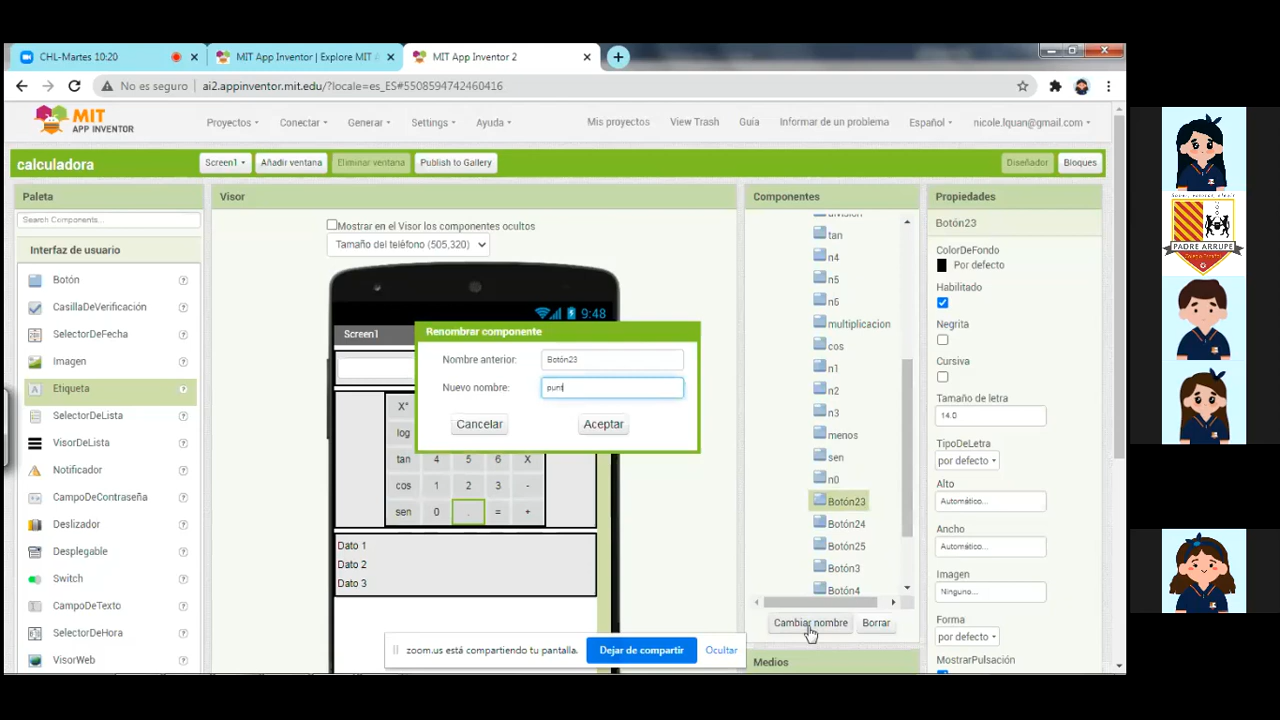 CHL-Martes 10:20
MIT App Inventor | Explore MIT A
MIT App Inventor 2
No es seguro
ai2.appinventor.mit.edu/?locale=es_ES#5508594742460416
MIT
APP INVENTOR
Proyectos
Conectar
Generar
Settings
Ayuda
Mis proyectos
View Trash
Guía
Informar de un problema
Español
nicole.lquan@gmail.com
calculadora
Screen1
Añadir ventana
Eliminar ventana
Publish to Gallery
Diseñador
Bloques
Paleta
Search Components...
Interfaz de usuario
Botón
CasillaDeVerificación
SelectorDeFecha
Imagen
Etiqueta
SelectorDeLista
VisorDeLista
Notificador
CampoDeContraseña
Deslizador
Desplegable
Switch
CampoDeTexto
SelectorDeHora
VisorWeb
Visor
Mostrar en el Visor los componentes ocultos
Tamaño del teléfono (505,320)
9:48
Screen1
Renombrar componente
Nombre anterior:
Botón23
Nuevo nombre:
punt
Cancelar
Aceptar
log
tan 4 5 6 X
cos 1 2 3 -
sen 0 . = +
Dato 1
Dato 2
Dato 3
zoom.us está compartiendo tu pantalla.
Dejar de compartir
Ocultar
Componentes
division
tan
n4
n5
n6
multiplicacion
cos
n1
n2
n3
menos
sen
n0
Botón23
Botón24
Botón25
Botón3
Botón4
Cambiar nombre
Borrar
Medios
Propiedades
Botón23
ColorDeFondo
Por defecto
Habilitado
Negrita
Cursiva
Tamaño de letra
14.0
TipoDeLetra
por defecto
Alto
Automático...
Ancho
Automático...
Imagen
Ninguno...
Forma
por defecto
MostrarPulsación
PADRE ARRUPE